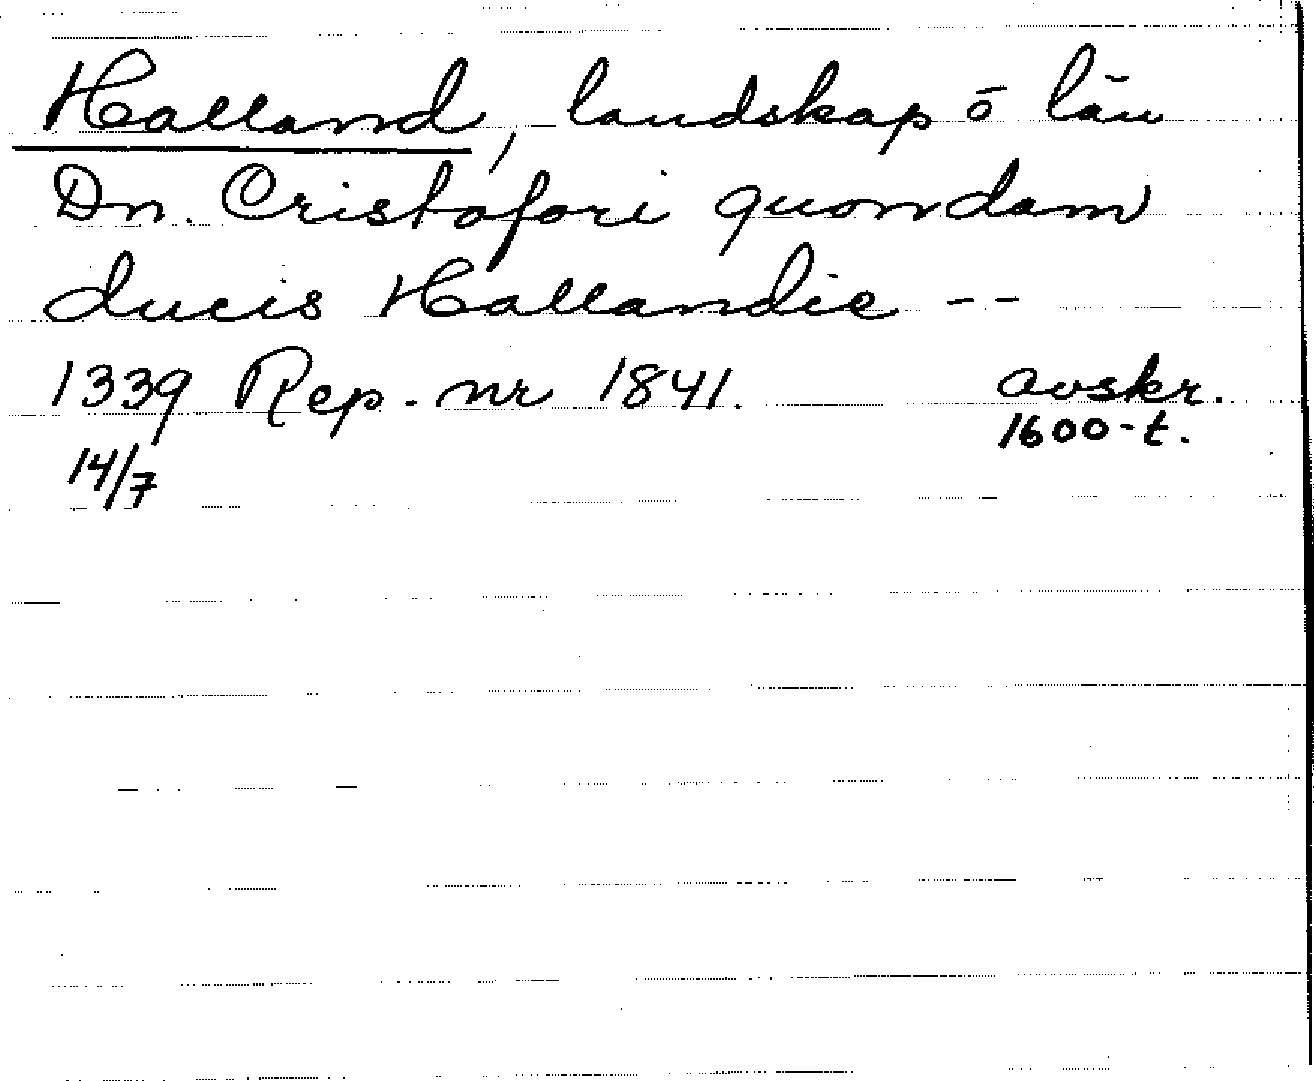 Halland, landskap ō län
Dn. Cristofori quondam
ducis Hallandie --
1339 Rep. nr 1841. avskr.
14/7 1600-t.